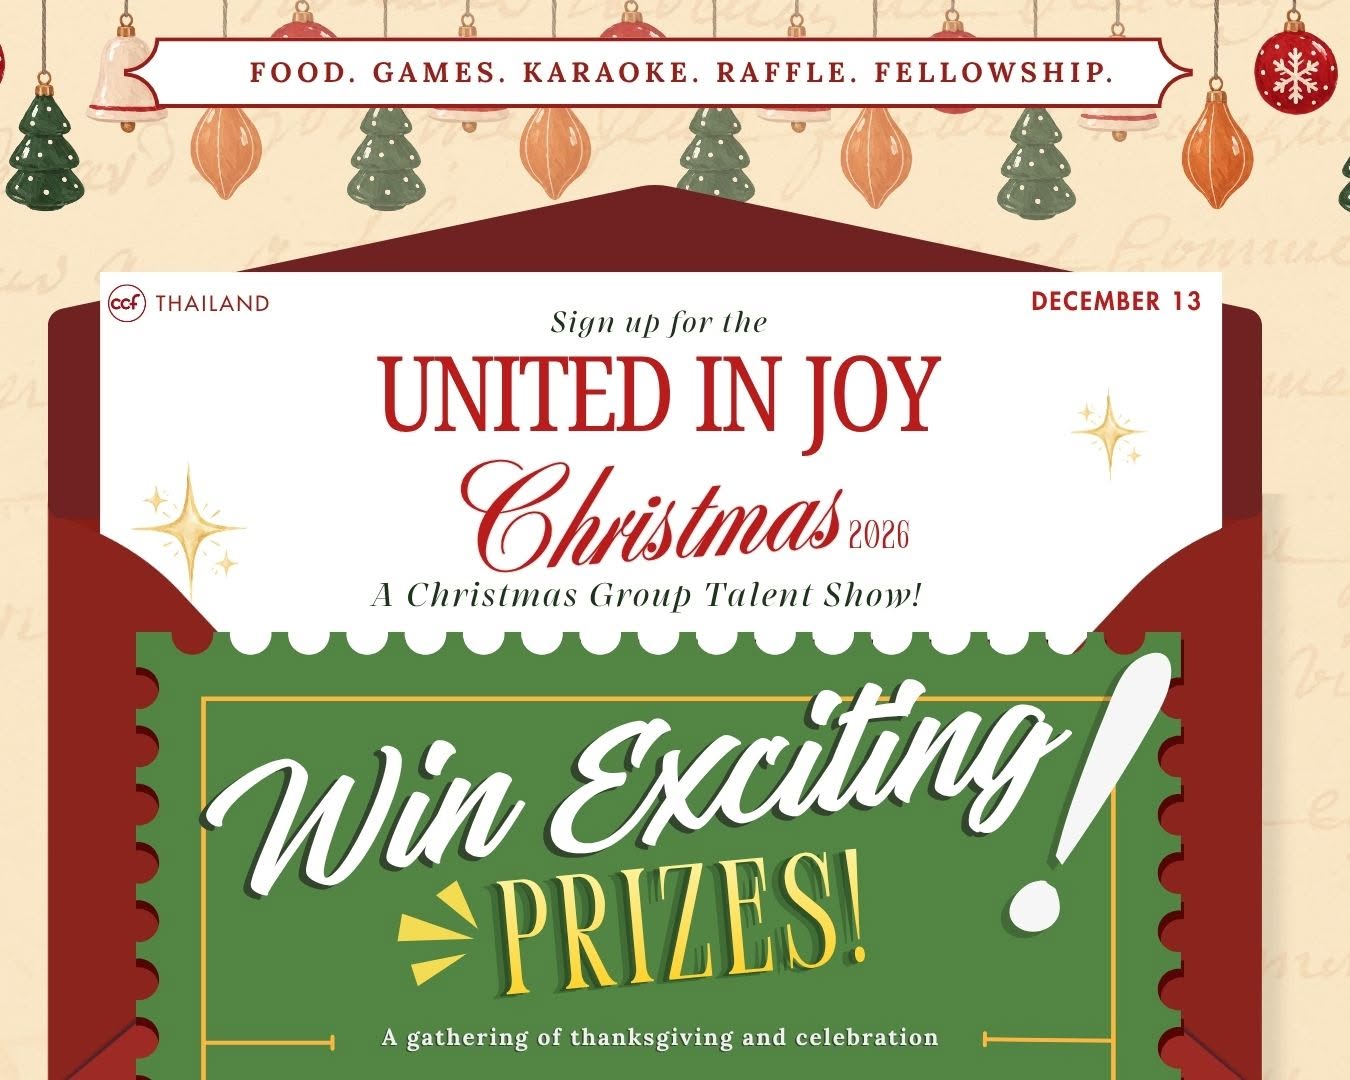 FOOD. GAMES. KARAOKE. RAFFLE. FELLOWSHIP.
ccf THAILAND
DECEMBER 13
Sign up for the
UNITED IN JOY
Christmas 2026
A Christmas Group Talent Show!
Win Exciting!
PRIZES!
A gathering of thanksgiving and celebration